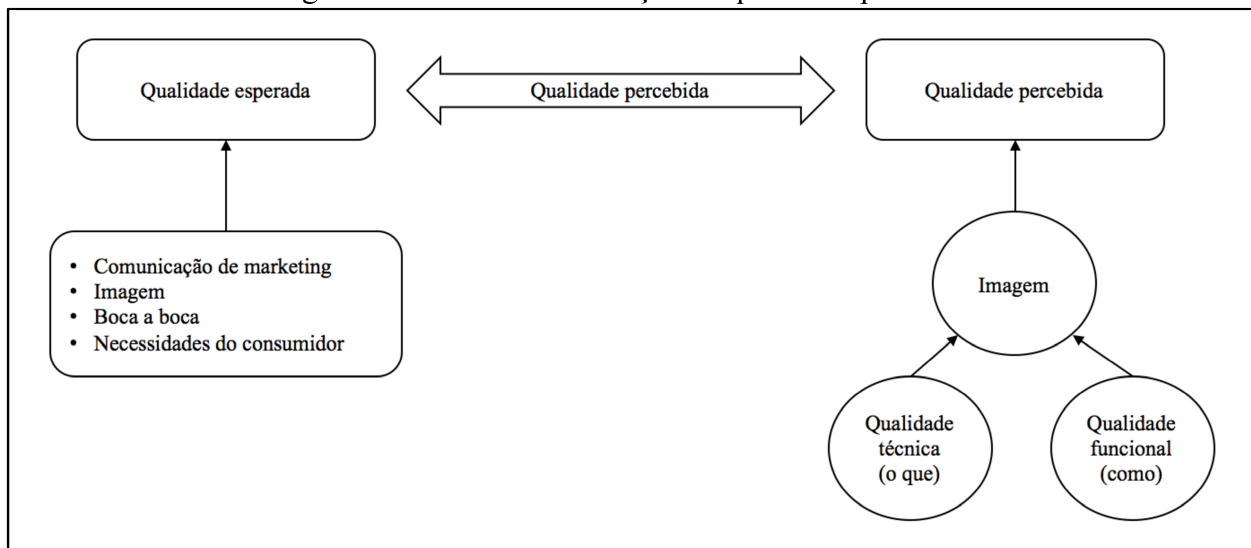 Qualidade esperada
Qualidade percebida
Qualidade percebida
• Comunicação de marketing
• Imagem
• Boca a boca
• Necessidades do consumidor
Imagem
Qualidade
técnica
(o que)
Qualidade
funcional
(como)